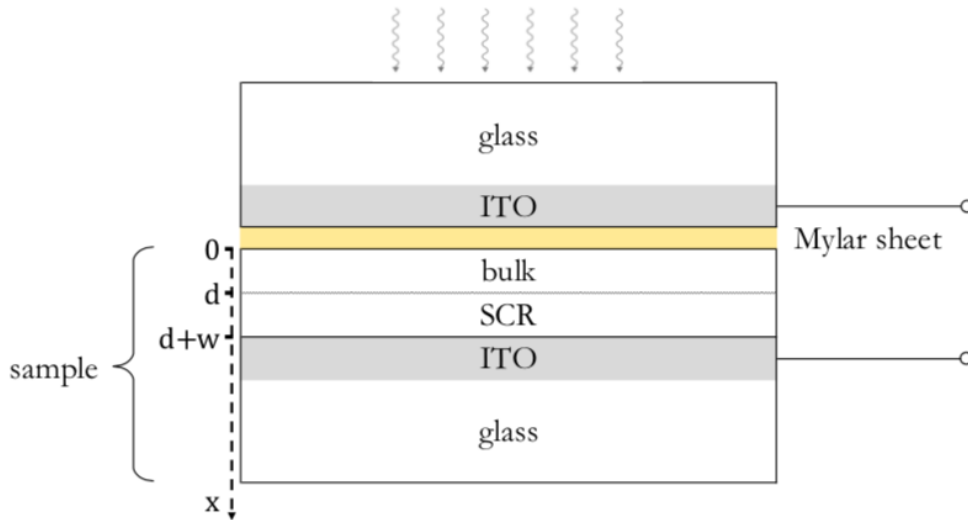 glass
ITO
Mylar sheet
0
bulk
d
SCR
d+w
ITO
sample
glass
x